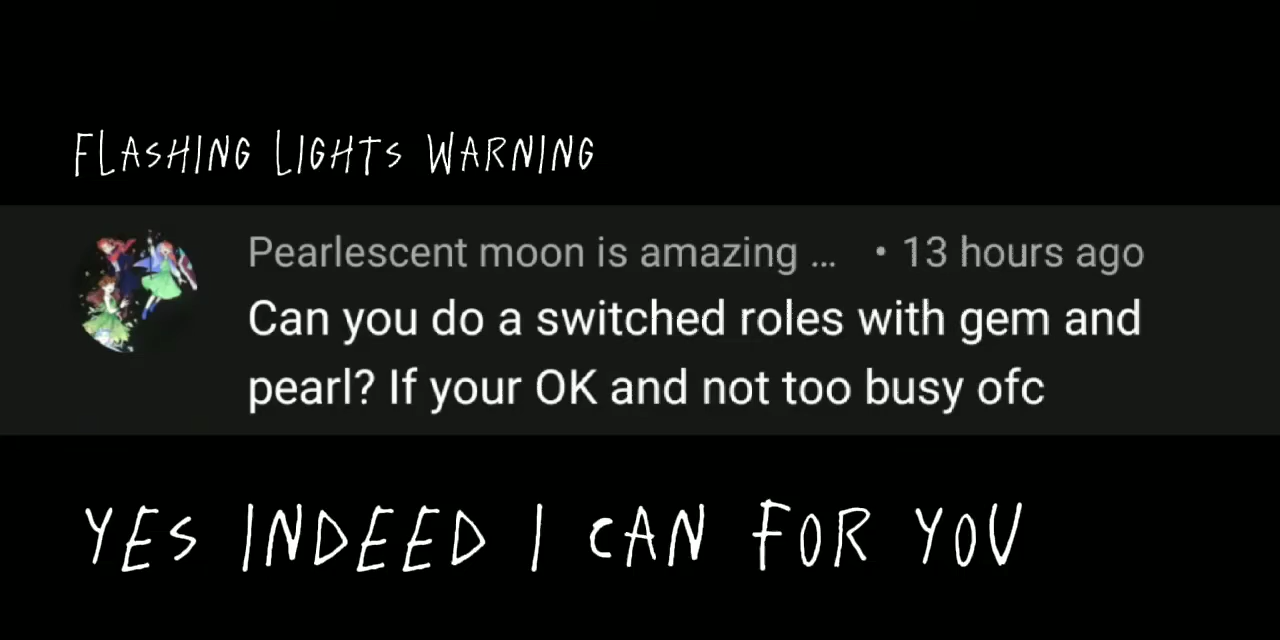 FLASHING LIGHTS WARNING
Pearlescent moon is amazing ... • 13 hours ago
Can you do a switched roles with gem and
pearl? If your OK and not too busy ofc
YES INDEED I CAN FOR YOU